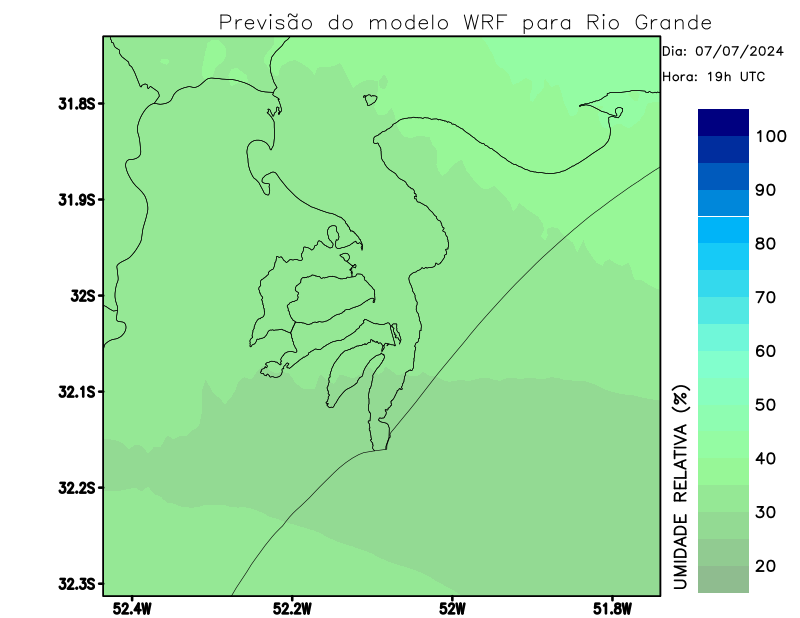 Previsão do modelo WRF para Rio Grande
Dia: 07/07/2024
Hora: 19h UTC
31.8S
31.9S
32S
32.1S
32.2S
32.3S
52.4W
52.2W
52W
51.8W
100
90
80
70
60
50
40
30
20
UMIDADE RELATIVA (%)